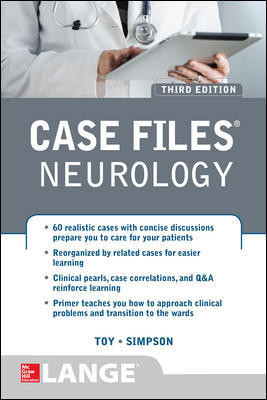 THIRD EDITION
CASE FILES®
NEUROLOGY
• 60 realistic cases with concise discussions
prepare you to care for your patients
• Reorganized by related cases for easier
learning
• Clinical pearls, case correlations, and Q&A
reinforce learning
• Primer teaches you how to approach clinical
problems and transition to the wards
TOY • SIMPSON
Mc
Graw
Hill
Education
LANGE®